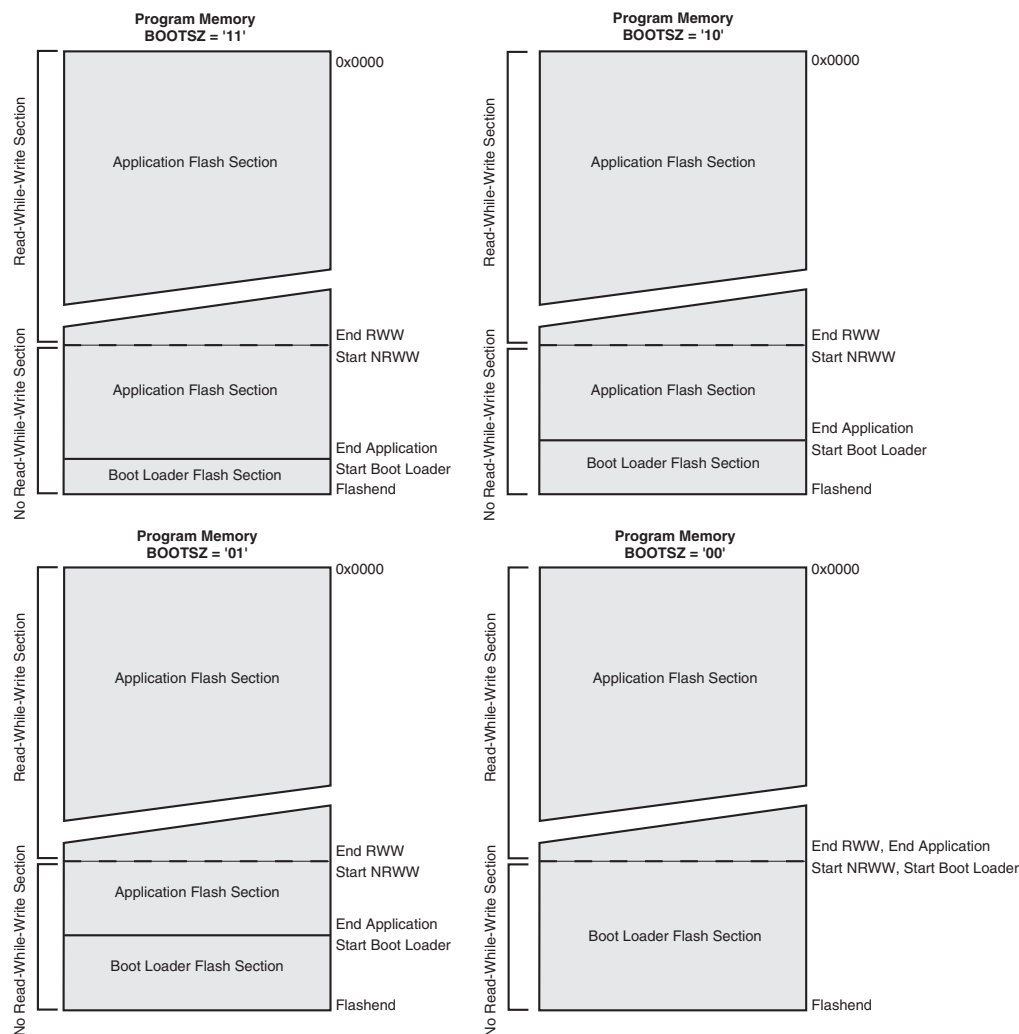 Program Memory
BOOTSZ = '11'
0x0000
Read-While-Write Section
Application Flash Section
End RWW
Start NRWW
No Read-While-Write Section
Application Flash Section
End Application
Start Boot Loader
Boot Loader Flash Section
Flashend
Program Memory
BOOTSZ = '10'
0x0000
Read-While-Write Section
Application Flash Section
End RWW
Start NRWW
No Read-While-Write Section
Application Flash Section
End Application
Start Boot Loader
Boot Loader Flash Section
Flashend
Program Memory
BOOTSZ = '01'
0x0000
Read-While-Write Section
Application Flash Section
End RWW
Start NRWW
No Read-While-Write Section
Application Flash Section
End Application
Start Boot Loader
Boot Loader Flash Section
Flashend
Program Memory
BOOTSZ = '00'
0x0000
Read-While-Write Section
Application Flash Section
End RWW, End Application
Start NRWW, Start Boot Loader
No Read-While-Write Section
Boot Loader Flash Section
Flashend